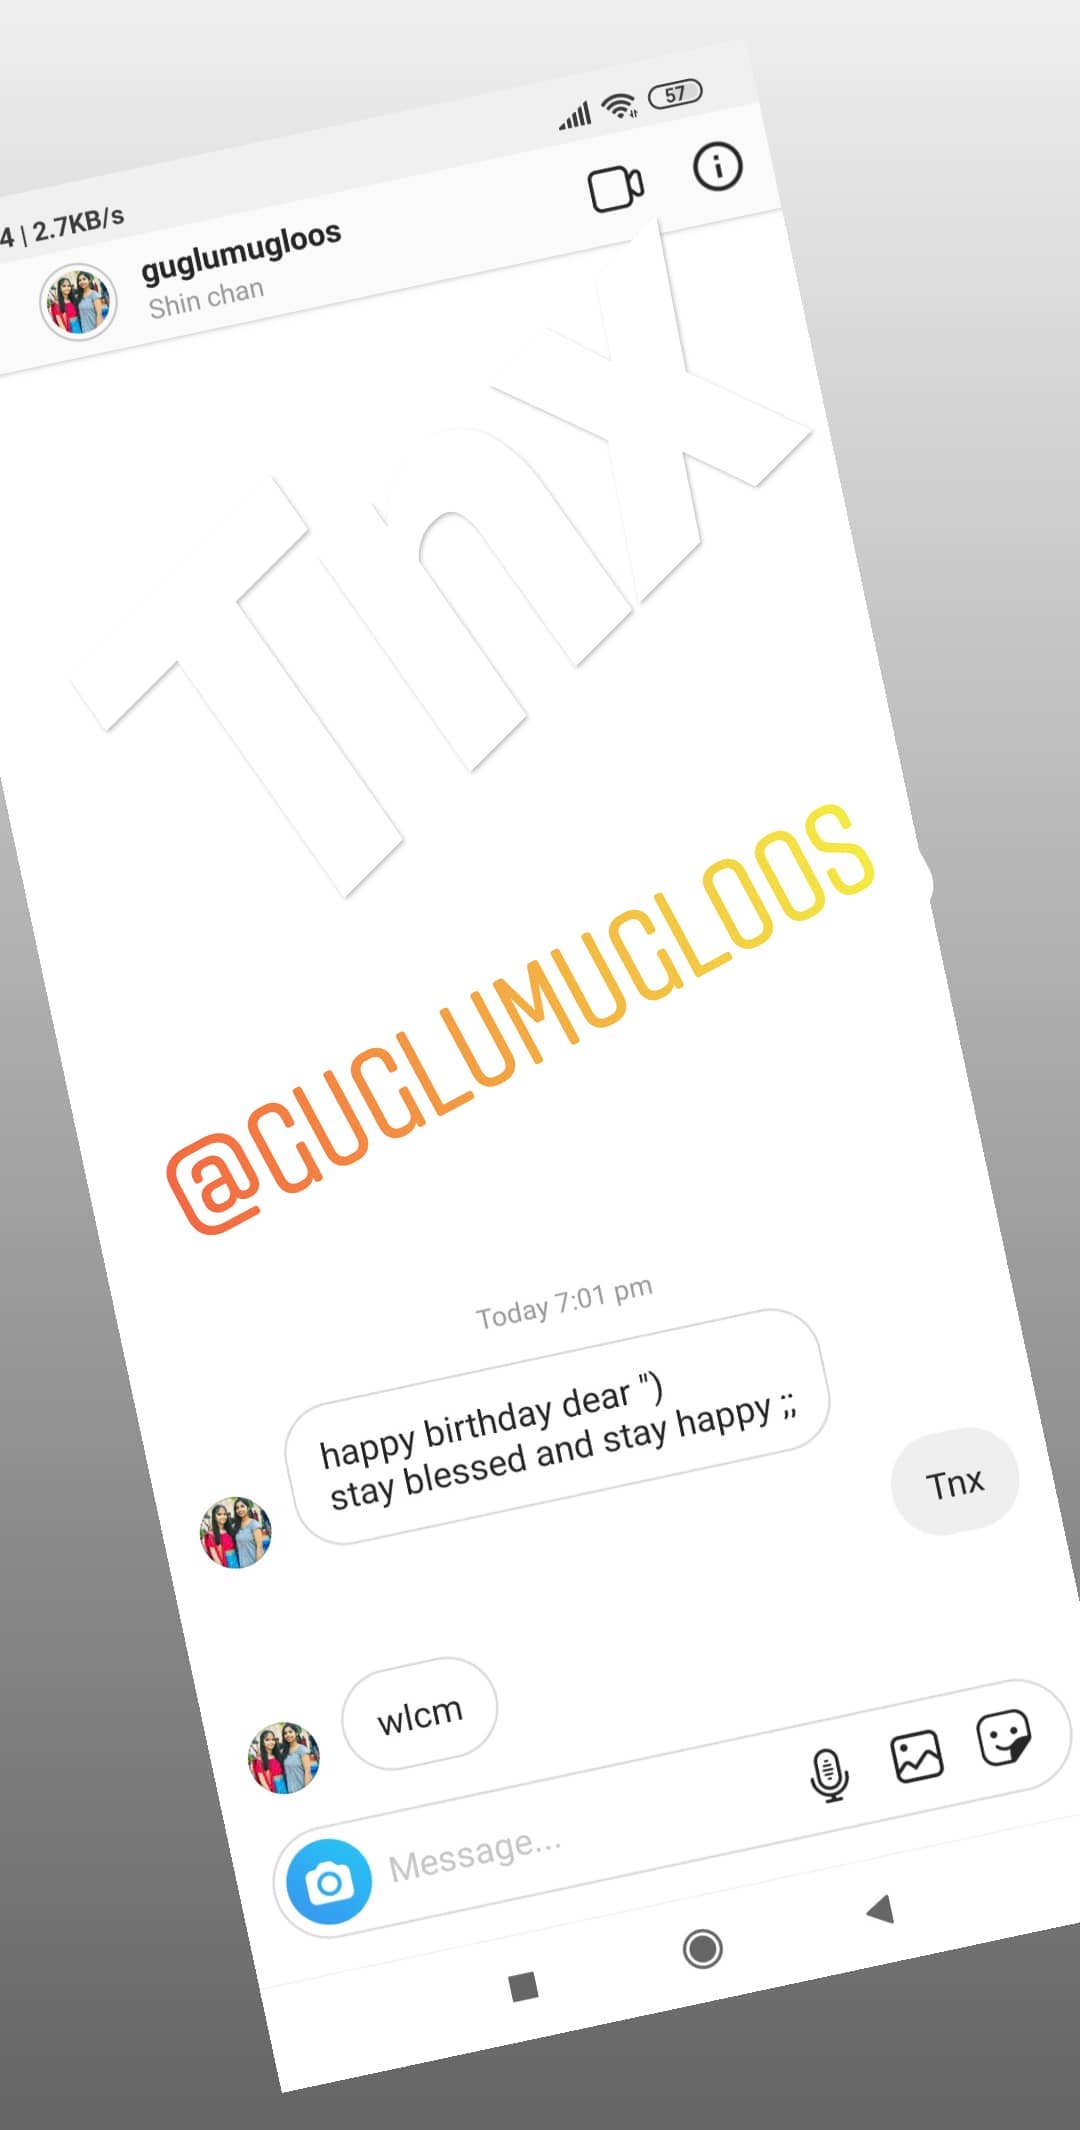 57
4 | 2.7KB/s
guglumugloos
Shin chan
Tnx
@GUGLUMUGLOOS
Today 7:01 pm
happy birthday dear ")
stay blessed and stay happy ;;
Tnx
wlcm
Message...